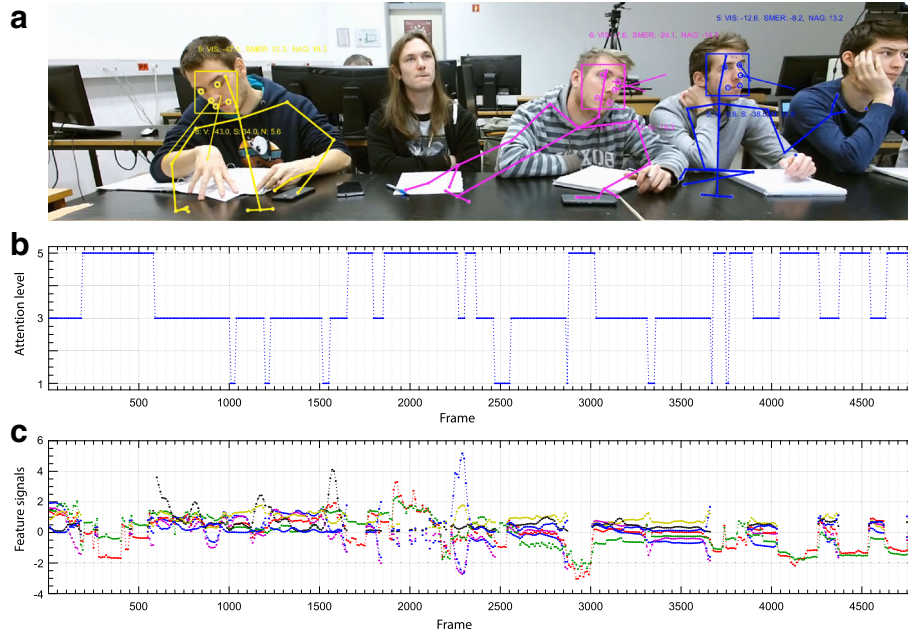 a
5: VIS: -12.6, SMER: -8.2, NAG: 13.2
BOX
b
Attention level
5
3
1
500 1000 1500 2000 2500 3000 3500 4000 4500
Frame
c
Feature signals
6
4
2
0
-2
-4
500 1000 1500 2000 2500 3000 3500 4000 4500
Frame